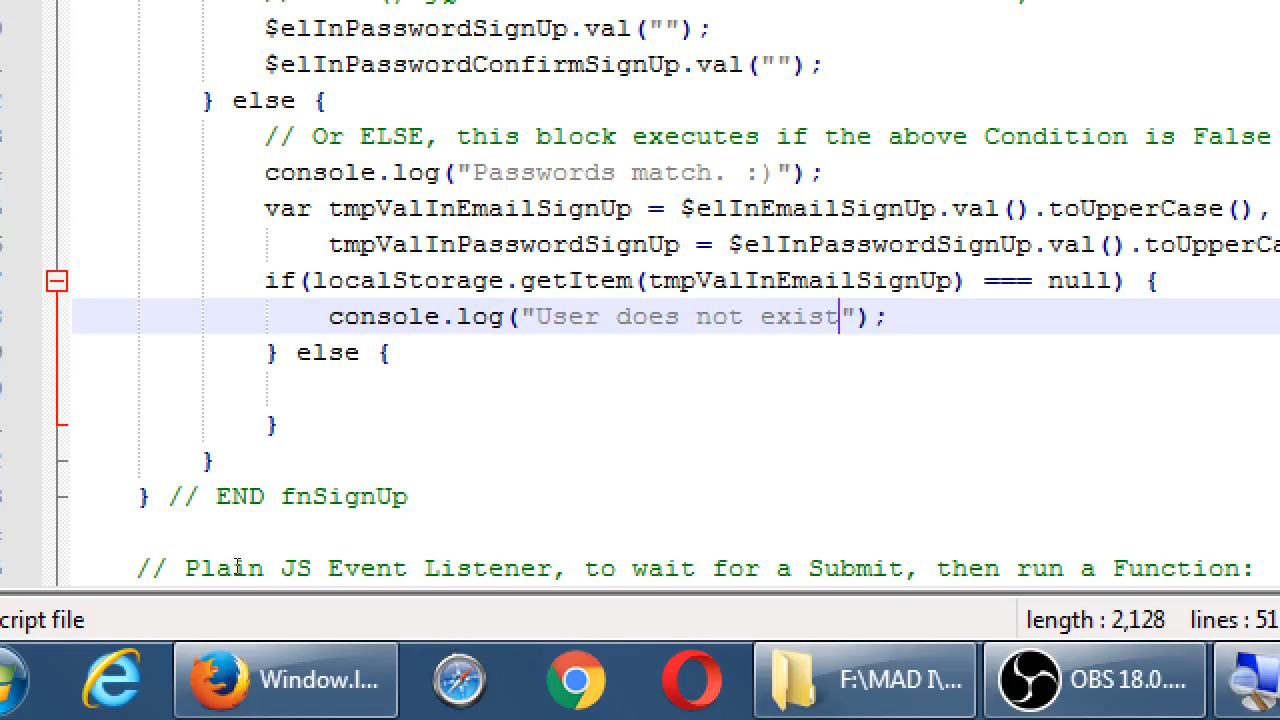 $elInPasswordSignUp.val("");
$elInPasswordConfirmSignUp.val("");
} else {
// Or ELSE, this block executes if the above Condition is False
console.log("Passwords match. :)");
var tmpValInEmailSignUp = $elInEmailSignUp.val().toUpperCase(),
tmpValInPasswordSignUp = $elInPasswordSignUp.val().toUpperCa
if(localStorage.getItem(tmpValInEmailSignUp) === null) {
console.log("User does not exist");
} else {
}
}
} // END fnSignUp
// Plain JS Event Listener, to wait for a Submit, then run a Function:
cript file length : 2,128 lines : 51
Window.l... F:\MAD I\... OBS 18.0....